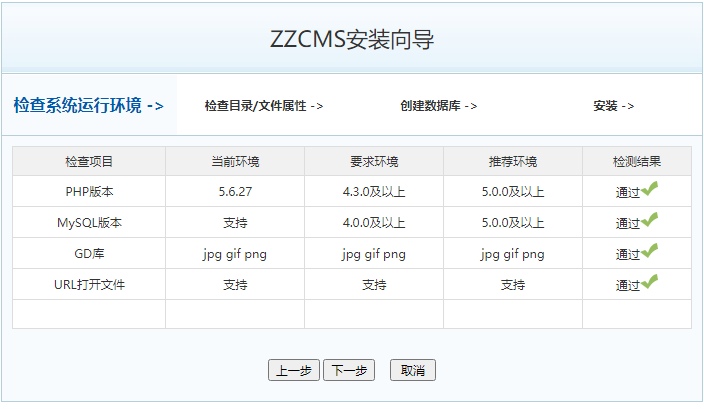 ZZCMS安装向导
检查系统运行环境 -> 检查目录/文件属性 -> 创建数据库 -> 安装 ->
检查项目 当前环境 要求环境 推荐环境 检测结果
PHP版本 5.6.27 4.3.0及以上 5.0.0及以上 通过
MySQL版本 支持 4.0.0及以上 5.0.0及以上 通过
GD库 jpg gif png jpg gif png jpg gif png 通过
URL打开文件 支持 支持 支持 通过
上一步 下一步 取消